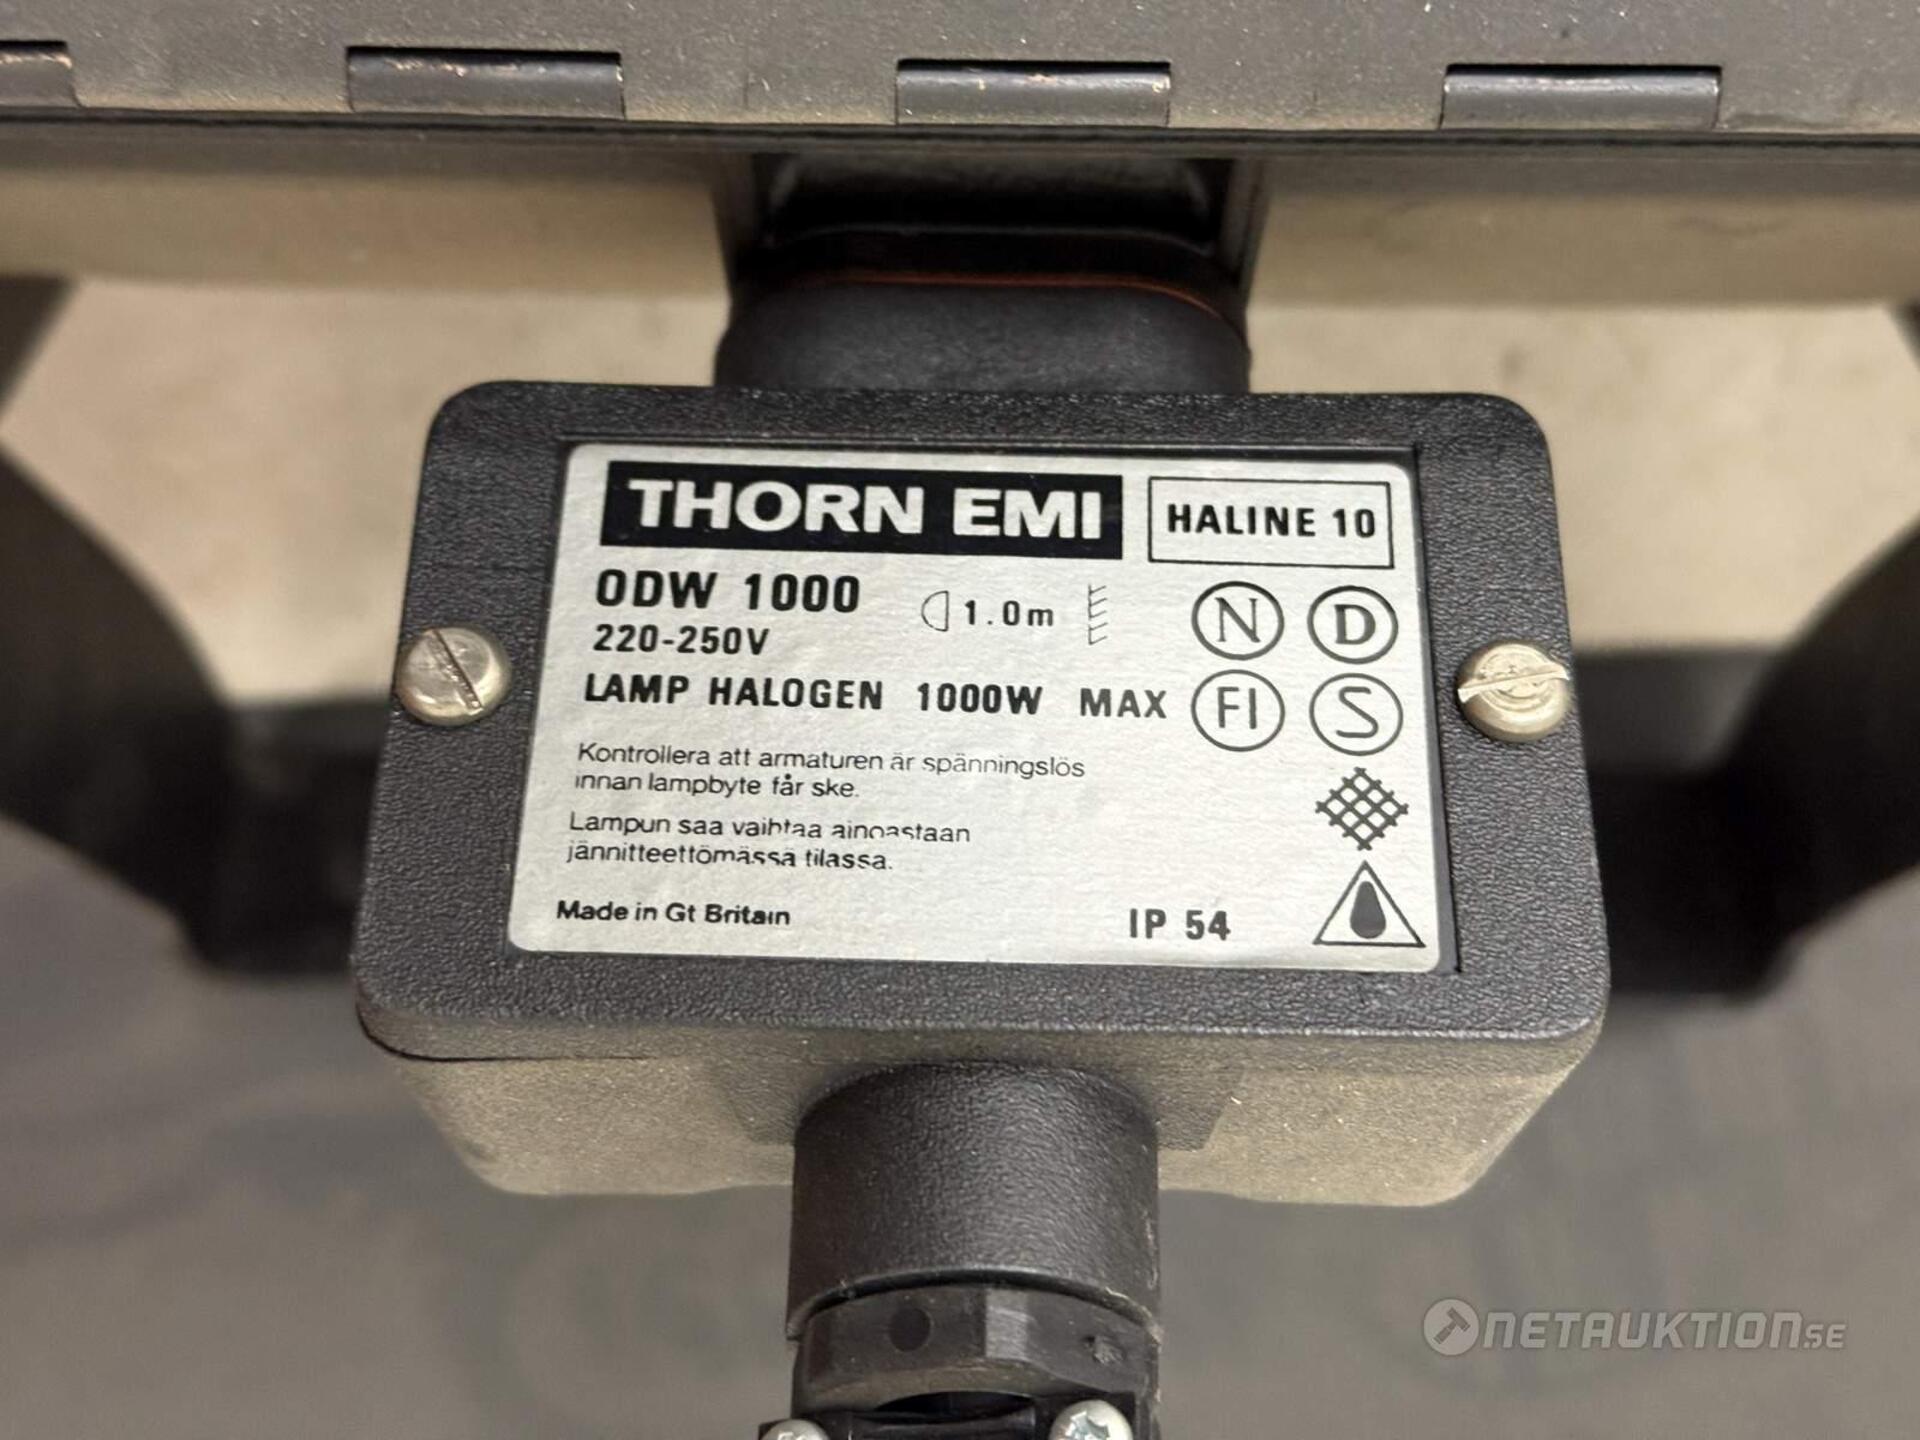 THORN EMI
HALINE 10
ODW 1000
1.0m
220-250V
LAMP HALOGEN 1000W MAX
N D
FI S
Kontrollera att armaturen är spänningslös
innan lampbyte får ske.
Lampun saa vaihtaa ainoastaan
jännitteettömässä tilassa.
Made in Gt Britain
IP 54
NETAUKTION.SE